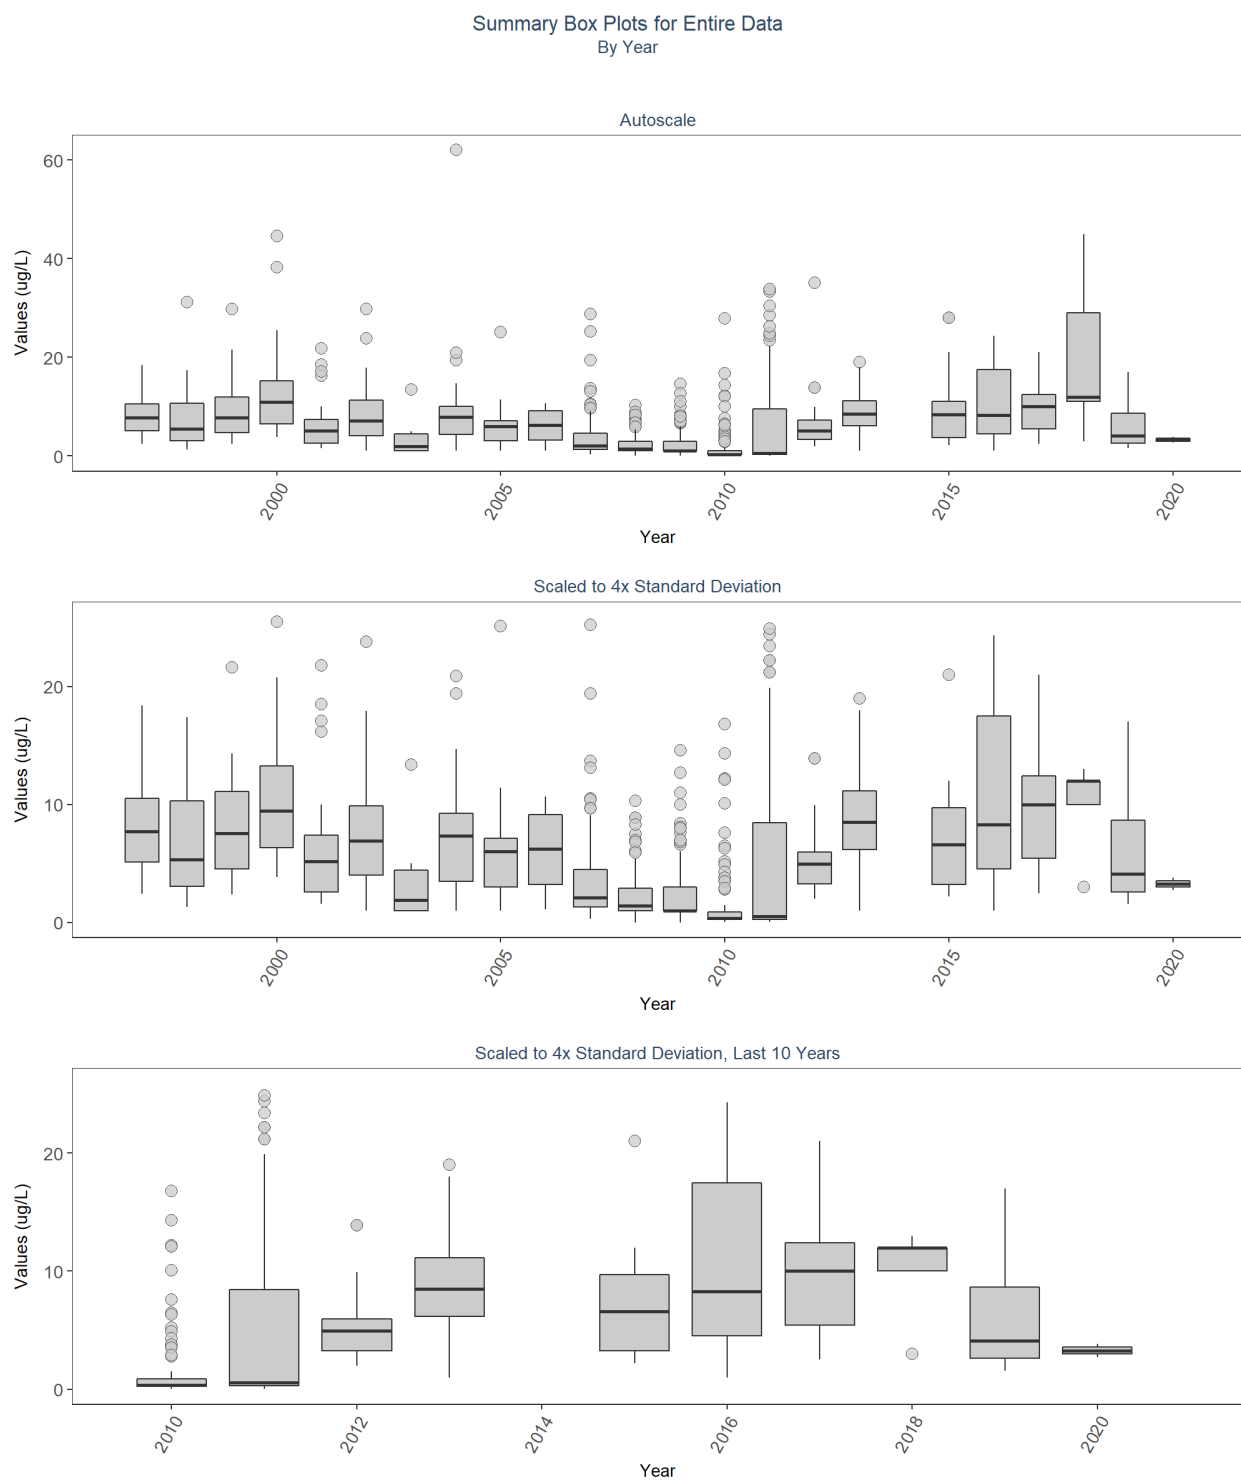 Summary Box Plots for Entire Data
By Year
Autoscale
Values (ug/L)
60
40
20
0
2000
2005
2010
2015
2020
Year
Scaled to 4x Standard Deviation
Values (ug/L)
20
10
0
2000
2005
2010
2015
2020
Year
Scaled to 4x Standard Deviation, Last 10 Years
Values (ug/L)
20
10
0
2010
2012
2014
2016
2018
2020
Year